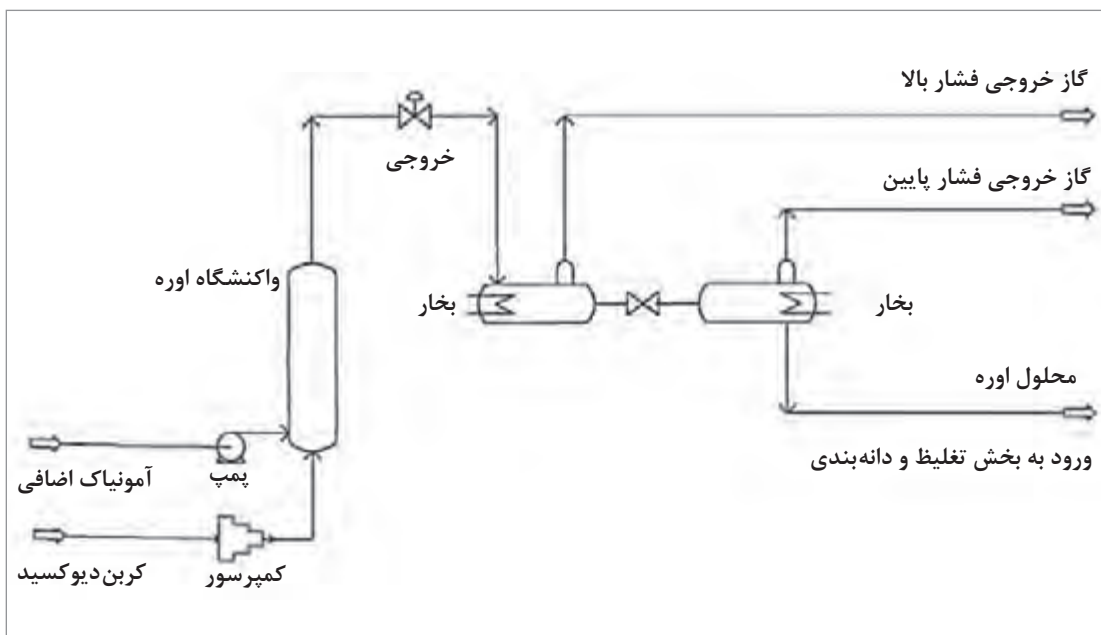 گاز خروجی فشار بالا
خروجی
گاز خروجی فشار پایین
واکنشگاه اوره
بخار
بخار
محلول اوره
ورود به بخش تغلیظ و دانه‌بندی
آمونیاک اضافی
پمپ
کربن‌دیوکسید
کمپرسور